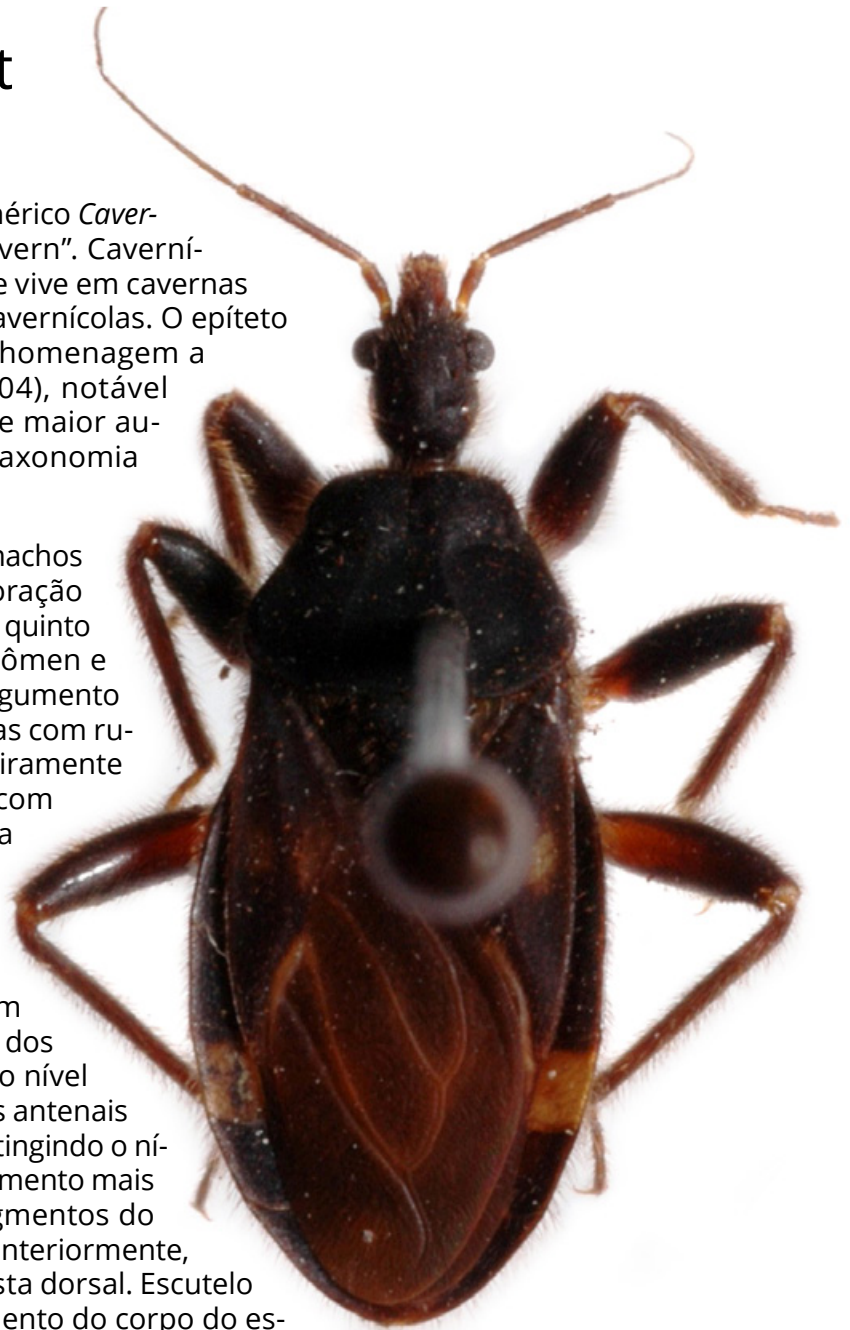 t
nérico Caver-
vern”. Caverní-
e vive em cavernas
avernícolas. O epíteto
homenagem a
04), notável
e maior au-
axonomia
nachos
oração
quinto
ômen e
gumento
as com ru-
iramente
com
a
m
dos
o nível
s antenais
tingindo o ní-
mento mais
gmentos do
nteriormente,
sta dorsal. Escutelo
ento do corpo do es-